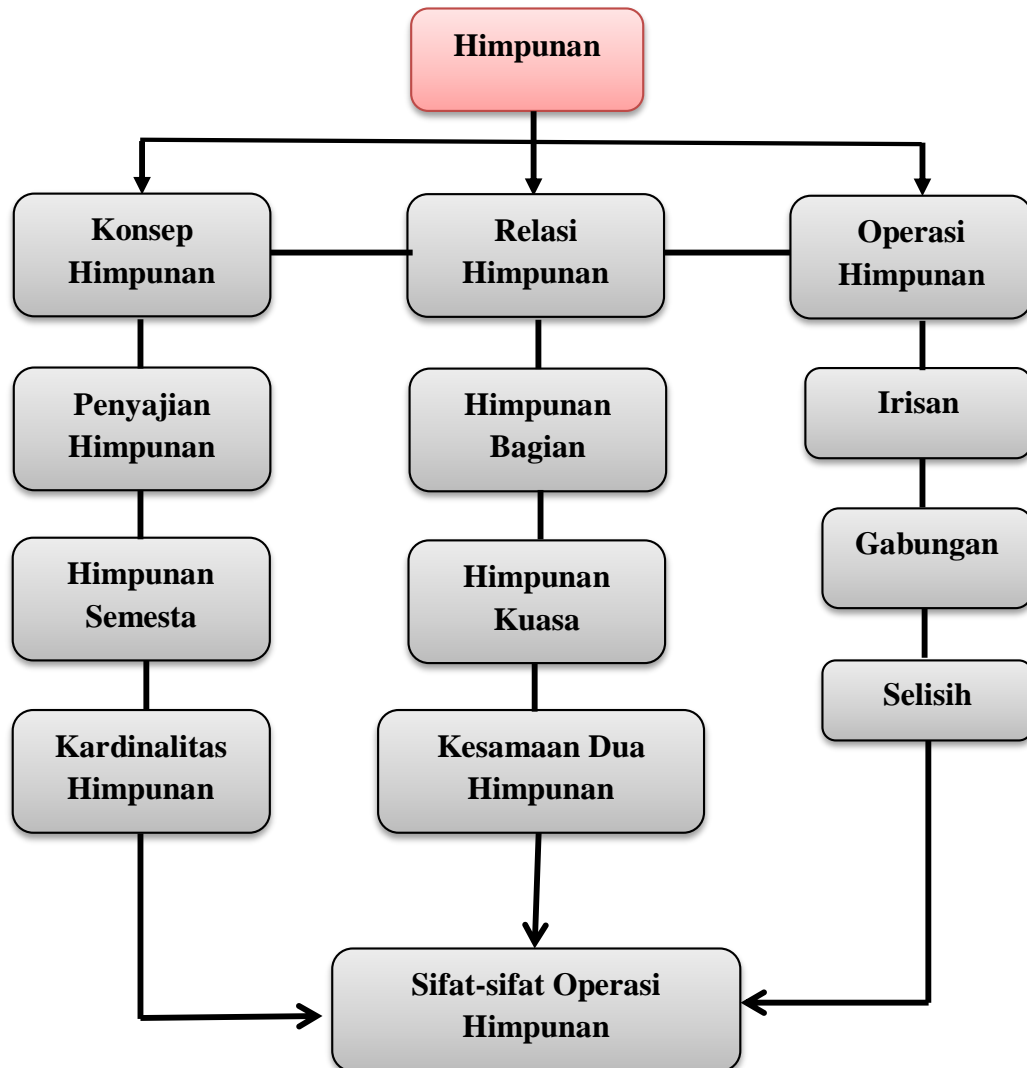 Himpunan
Konsep
Himpunan
Relasi
Himpunan
Operasi
Himpunan
Penyajian
Himpunan
Himpunan
Bagian
Irisan
Himpunan
Semesta
Himpunan
Kuasa
Gabungan
Kardinalitas
Himpunan
Kesamaan Dua
Himpunan
Selisih
Sifat-sifat Operasi
Himpunan